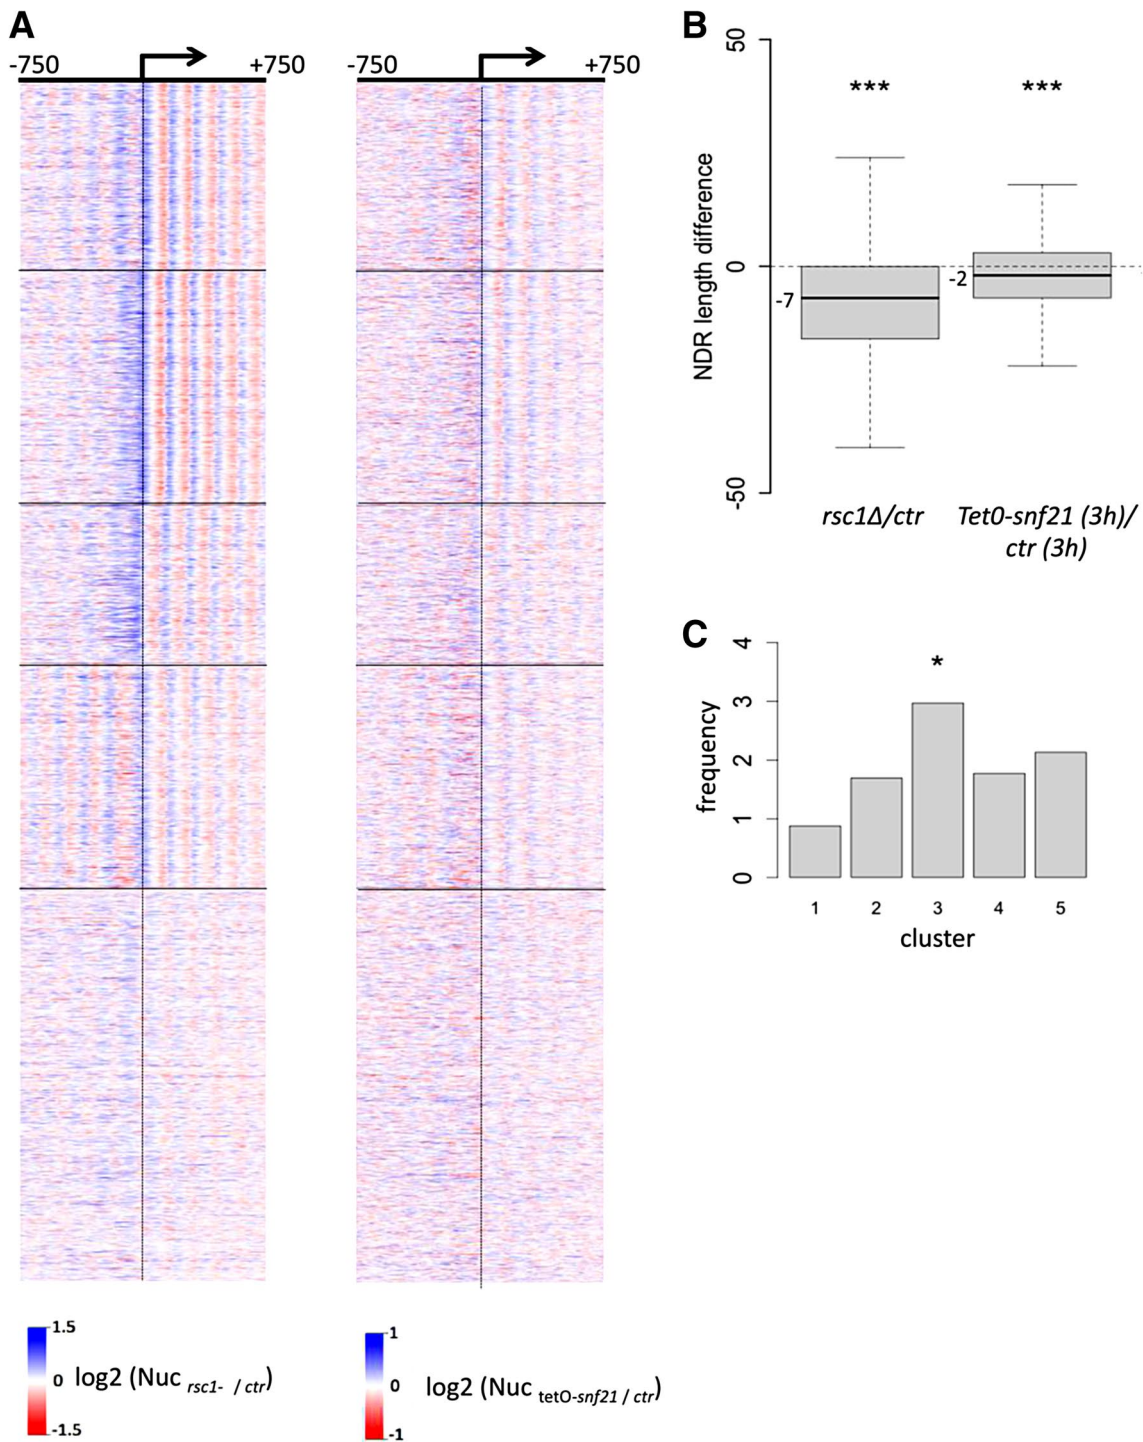 A
-750 +750
-750 +750
1.5
0
-1.5
log2 (Nuc rsc1- / ctr)
1
0
-1
log2 (Nuc tetO-snf21 / ctr)
B
NDR length difference
50
0
-50
***
***
-7
-2
rsc1Δ/ctr
TetO-snf21 (3h)/
ctr (3h)
C
frequency
4
3
2
1
0
*
1 2 3 4 5
cluster